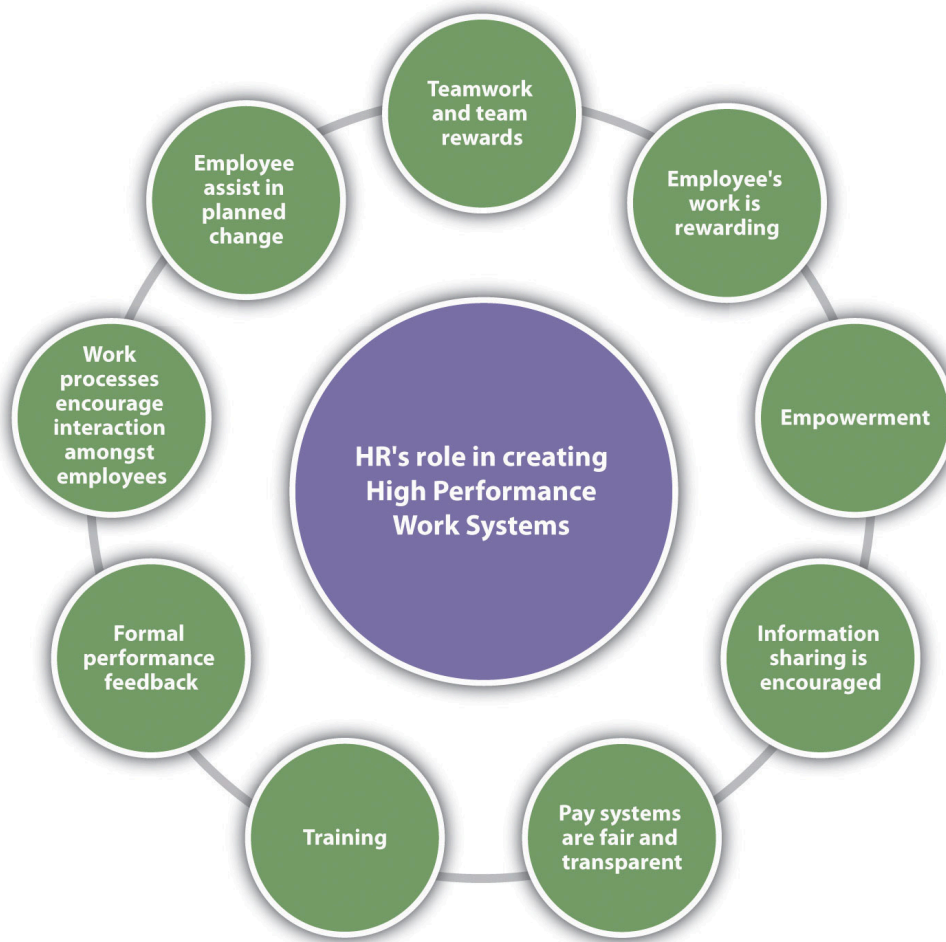 Teamwork
and team
rewards
Employee's
work is
rewarding
Empowerment
Information
sharing is
encouraged
Pay systems
are fair and
transparent
Training
Formal
performance
feedback
Work
processes
encourage
interaction
amongst
employees
Employee
assist in
planned
change
HR's role in creating
High Performance
Work Systems